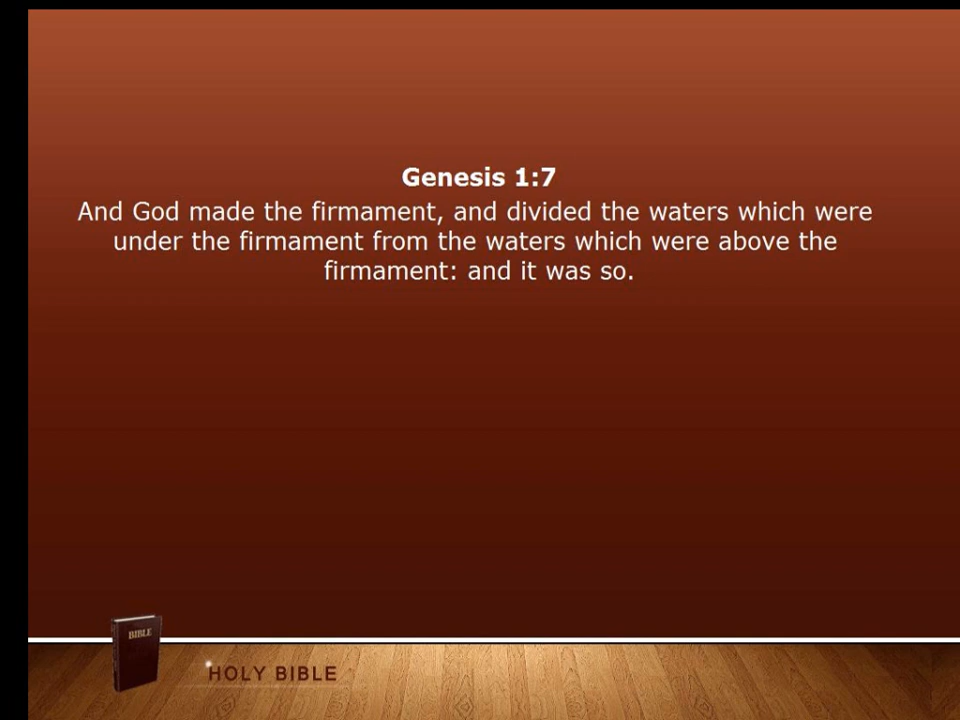 Genesis 1:7
And God made the firmament, and divided the waters which were
under the firmament from the waters which were above the
firmament: and it was so.
BIBLE
HOLY BIBLE